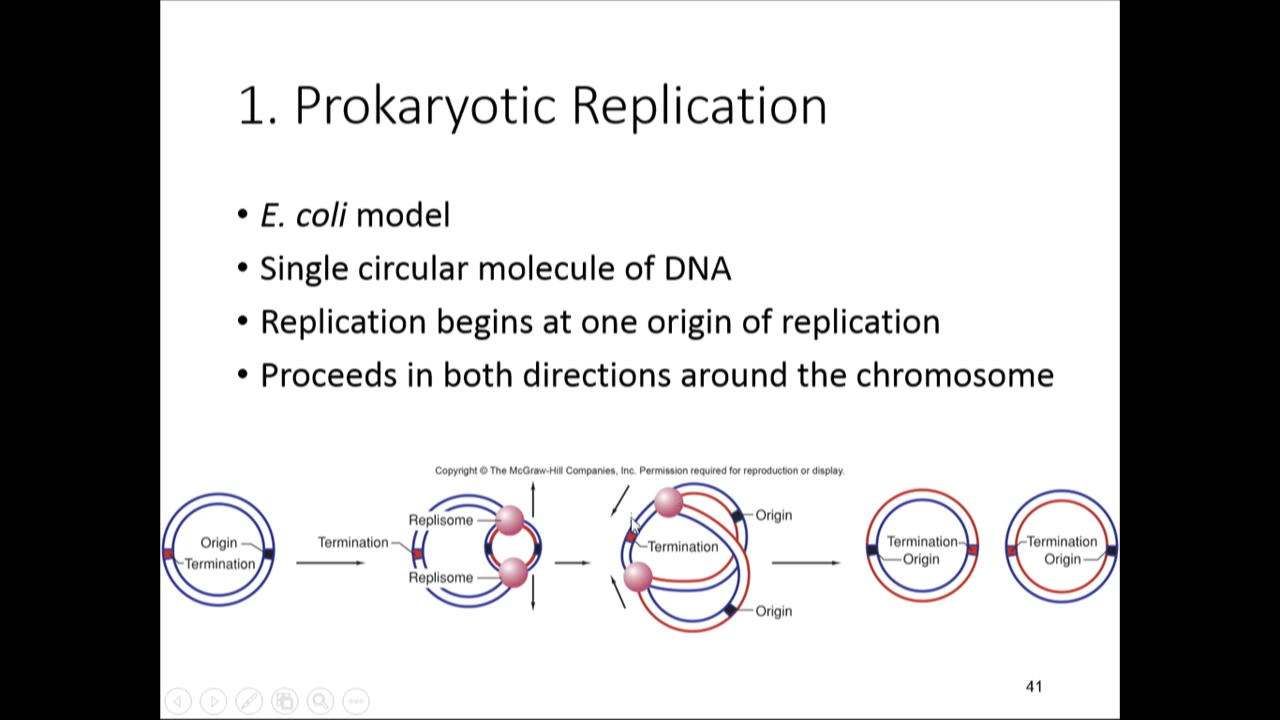 1. Prokaryotic Replication
• E. coli model
• Single circular molecule of DNA
• Replication begins at one origin of replication
• Proceeds in both directions around the chromosome
Copyright © The McGraw-Hill Companies, Inc. Permission required for reproduction or display.
Origin
Termination
Termination
Replisome
Replisome
Origin
Termination
Origin
Termination
Origin
Termination
Origin
41